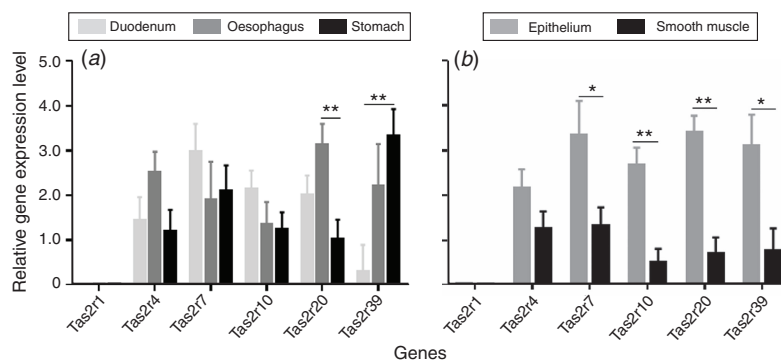 Duodenum Oesophagus Stomach
Epithelium Smooth muscle
Relative gene expression level
(a)
5.0
4.0
3.0
2.0
1.0
0
** **
Tas2r1 Tas2r4 Tas2r7 Tas2r10 Tas2r20 Tas2r39
(b)
* ** ** *
Tas2r1 Tas2r4 Tas2r7 Tas2r10 Tas2r20 Tas2r39
Genes